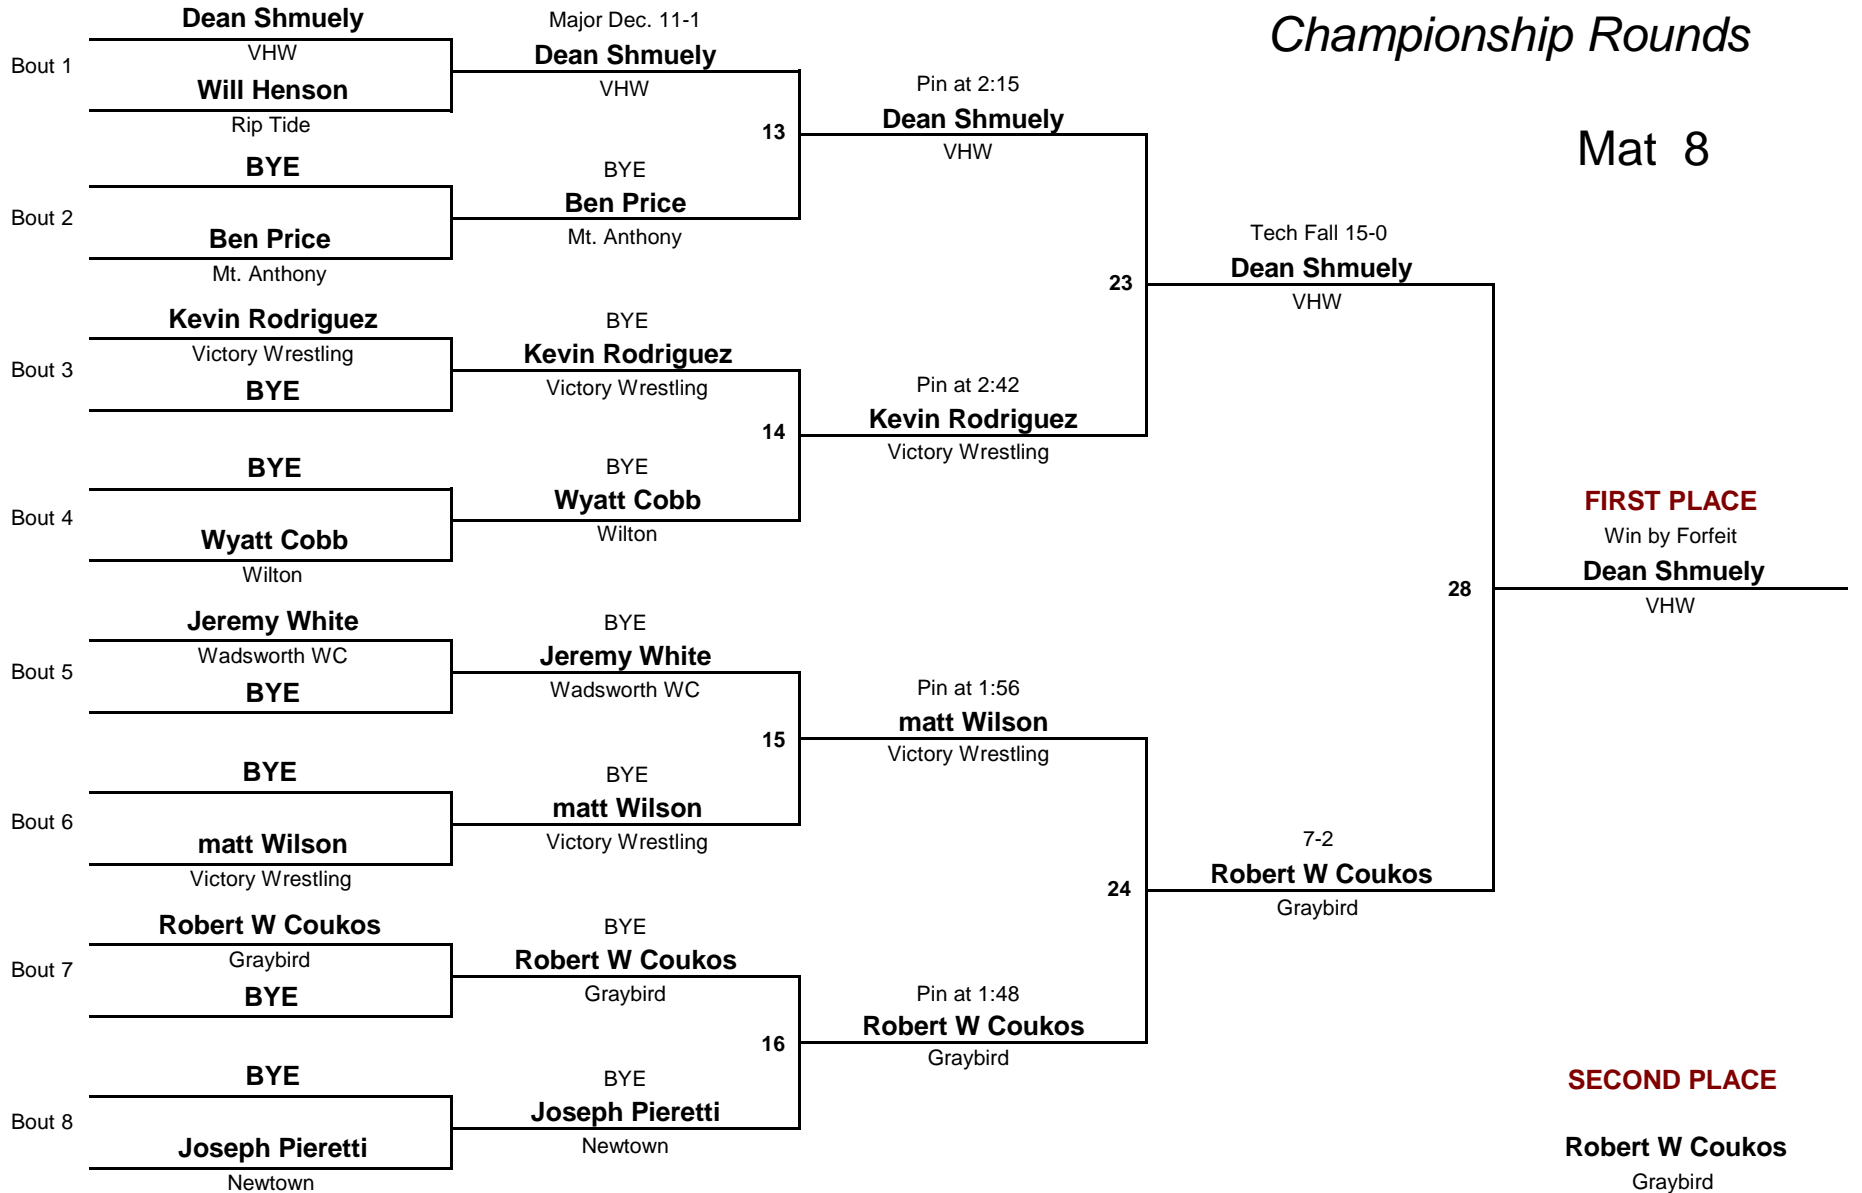 Championship Rounds
Mat 8
Bout 1
Dean Shmuely
VHW
Will Henson
Rip Tide
Bout 2
BYE
Ben Price
Mt. Anthony
Bout 3
Kevin Rodriguez
Victory Wrestling
BYE
Bout 4
BYE
Wyatt Cobb
Wilton
Bout 5
Jeremy White
Wadsworth WC
BYE
Bout 6
BYE
matt Wilson
Victory Wrestling
Bout 7
Robert W Coukos
Graybird
BYE
Bout 8
BYE
Joseph Pieretti
Newtown
Major Dec. 11-1
Dean Shmuely
VHW
13
BYE
Ben Price
Mt. Anthony
BYE
Kevin Rodriguez
Victory Wrestling
14
BYE
Wyatt Cobb
Wilton
BYE
Jeremy White
Wadsworth WC
15
BYE
matt Wilson
Victory Wrestling
BYE
Robert W Coukos
Graybird
16
BYE
Joseph Pieretti
Newtown
Pin at 2:15
Dean Shmuely
VHW
23
Pin at 2:42
Kevin Rodriguez
Victory Wrestling
Pin at 1:56
matt Wilson
Victory Wrestling
24
Pin at 1:48
Robert W Coukos
Graybird
Tech Fall 15-0
Dean Shmuely
VHW
28
7-2
Robert W Coukos
Graybird
FIRST PLACE
Win by Forfeit
Dean Shmuely
VHW
SECOND PLACE
Robert W Coukos
Graybird